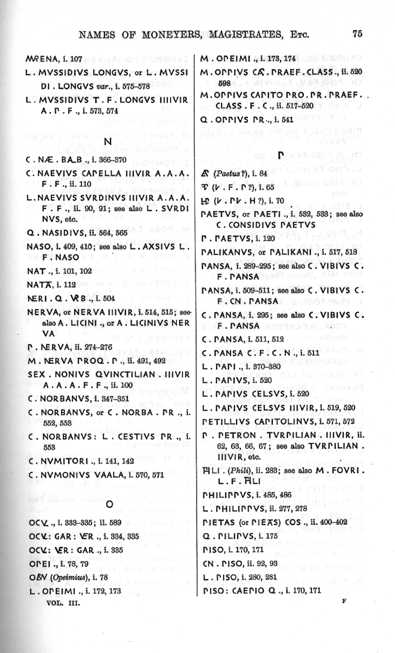 NAMES OF MONEYERS, MAGISTRATES, Etc. 75
MVRENA, i. 107
L . MVSSIDIVS LONGVS, or L . MVSSI
DI . LONGVS var., i. 575–578
L . MVSSIDIVS T . F . LONGVS IIIIVIR
A . P . F ., i. 573, 574
N
C . NÆ . BAB ., i. 366–370
C . NAEVIVS CAPELLA IIIVIR A . A . A .
F . F ., ii. 110
L . NAEVIVS SVRDINVS IIIVIR A . A . A .
F . F ., ii. 90, 91; see also L . SVRDI
NVS, etc.
Q . NASIDIVS, ii. 564, 565
NASO, i. 409, 410; see also L . AXSIVS L .
F . NASO
NAT ., i. 101, 102
NATA, i. 112
NERI . Q . VRB ., i. 504
NERVA, or NERVA IIIVIR, i. 514, 515; see
also A . LICINI ., or A . LICINIVS NER
VA
P . NERVA, ii. 274–276
M . NERVA PROQ . P ., ii. 491, 492
SEX . NONIVS QVINCTILIAN . IIIVIR
A . A . A . F . F ., ii. 100
C . NORBANVS, i. 347–351
C . NORBANVS, or C . NORBA . PR ., i.
552, 553
C . NORBANVS : L . CESTIVS PR ., i.
553
C . NVMITORI ., i. 141, 142
C . NVMONIVS VAALA, i. 570, 571
O
OCVL ., i. 333–335; ii. 589
OCVL : GAR : VER ., i. 334, 335
OCVL : VER : GAR ., i. 335
OPEI ., i. 78, 79
(Opeimius), i. 78
L . OPEIMI ., i. 172, 173
VOL. III.
M . OPEIMI ., i. 173, 174
M . OPPIVS CA . PRAEF . CLASS ., ii. 520
598
M . OPPIVS CAPITO PRO . PR . PRAEF .
CLASS . F . C ., ii. 517–520
Q . OPPIVS PR ., i. 541
P
(Paetus ?), i. 84
(V . P . F ?), i. 65
i. 70
PAETVS, or PAETI ., i. 532, 533; see also
C . CONSIDIVS PAETVS
P . PAETVS, i. 120
PALIKANVS, or PALIKANI ., i. 517, 518
PANSA, i. 289–295; see also C . VIBIVS C .
F . PANSA
PANSA, i. 509–511; see also C . VIBIVS C .
F . CN . PANSA
C . PANSA, i. 295; see also C . VIBIVS C .
F . PANSA
C . PANSA, i. 511, 512
C . PANSA C . F . C . N ., i. 511
L . PAPI ., i. 370–380
L . PAPIVS, i. 520
L . PAPIVS CELSVS, i. 520
L . PAPIVS CELSVS IIIVIR, i. 519, 520
PETILLIVS CAPITOLINVS, i. 571, 572
P . PETRON . TVRPILIAN . IIIVIR, ii.
62, 63, 66, 67; see also TVRPILIAN .
IIIVIR, etc.
PHLI . (Phili), ii. 283; see also M . FOVRI .
L . F . PHLI
PHILIPPVS, i. 485, 486
L . PHILIPPVS, ii. 277, 278
PIETAS (or PIEAS) COS ., ii. 400–402
Q . PILIPVS, i. 175
PISO, i. 170, 171
CN . PISO, ii. 92, 93
L . PISO, i. 280, 281
PISO : CAEPIO Q ., i. 170, 171
F